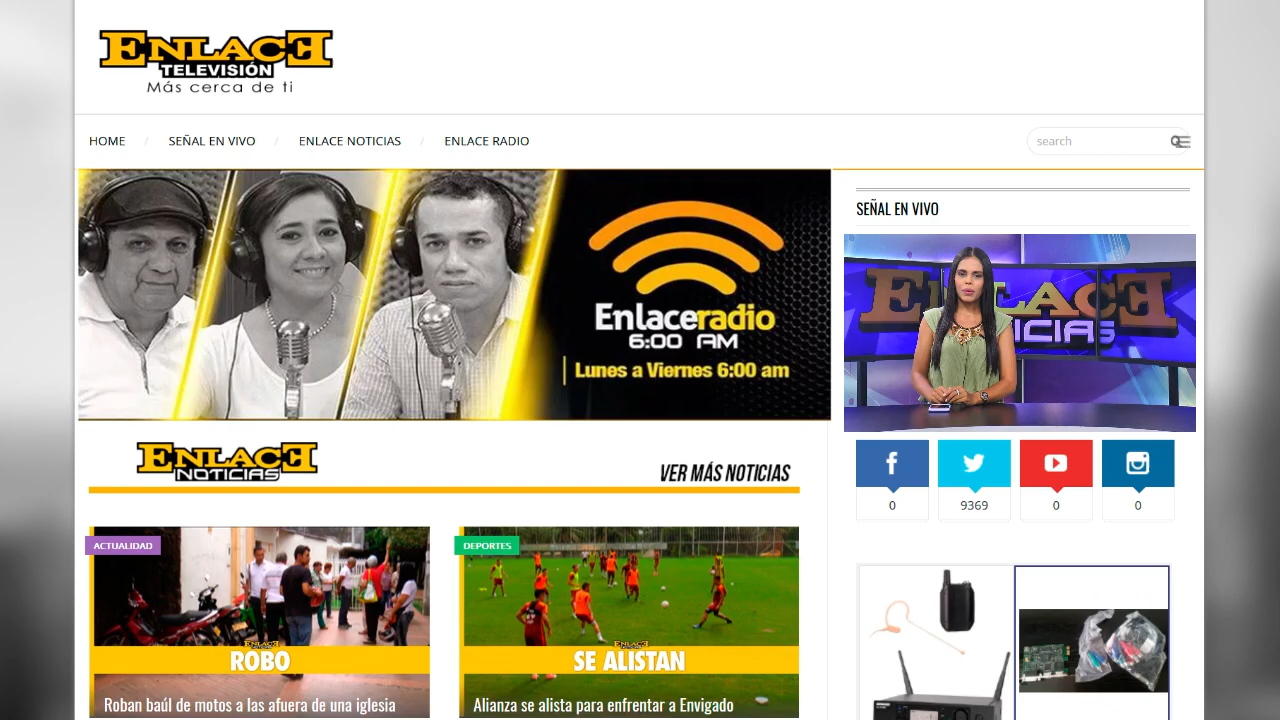 ENLACE
TELEVISIÓN
Más cerca de ti
HOME / SEÑAL EN VIVO / ENLACE NOTICIAS / ENLACE RADIO
search
Enlaceradio
6:00 AM
Lunes a Viernes 6:00 am
SEÑAL EN VIVO
ENLACE
NOTICIAS
VER MÁS NOTICIAS
0
9369
0
0
ACTUALIDAD
ROBO
Roban baúl de motos a las afuera de una iglesia
DEPORTES
SE ALISTAN
Alianza se alista para enfrentar a Envigado